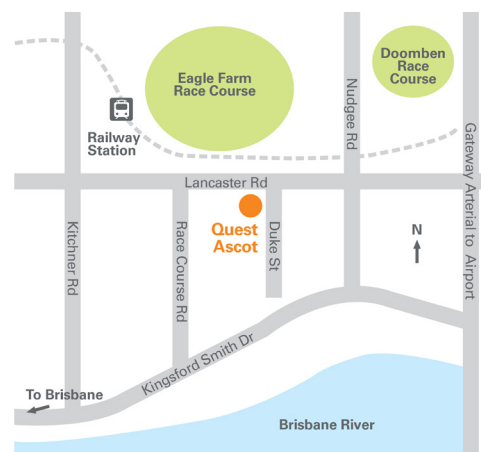 Eagle Farm
Race Course
Doomben
Race
Course
Railway
Station
Nudgee Rd
Gateway Arterial to Airport
Lancaster Rd
Kitchner Rd
Race Course Rd
Quest
Ascot
Duke St
N
Kingsford Smith Dr
To Brisbane
Brisbane River